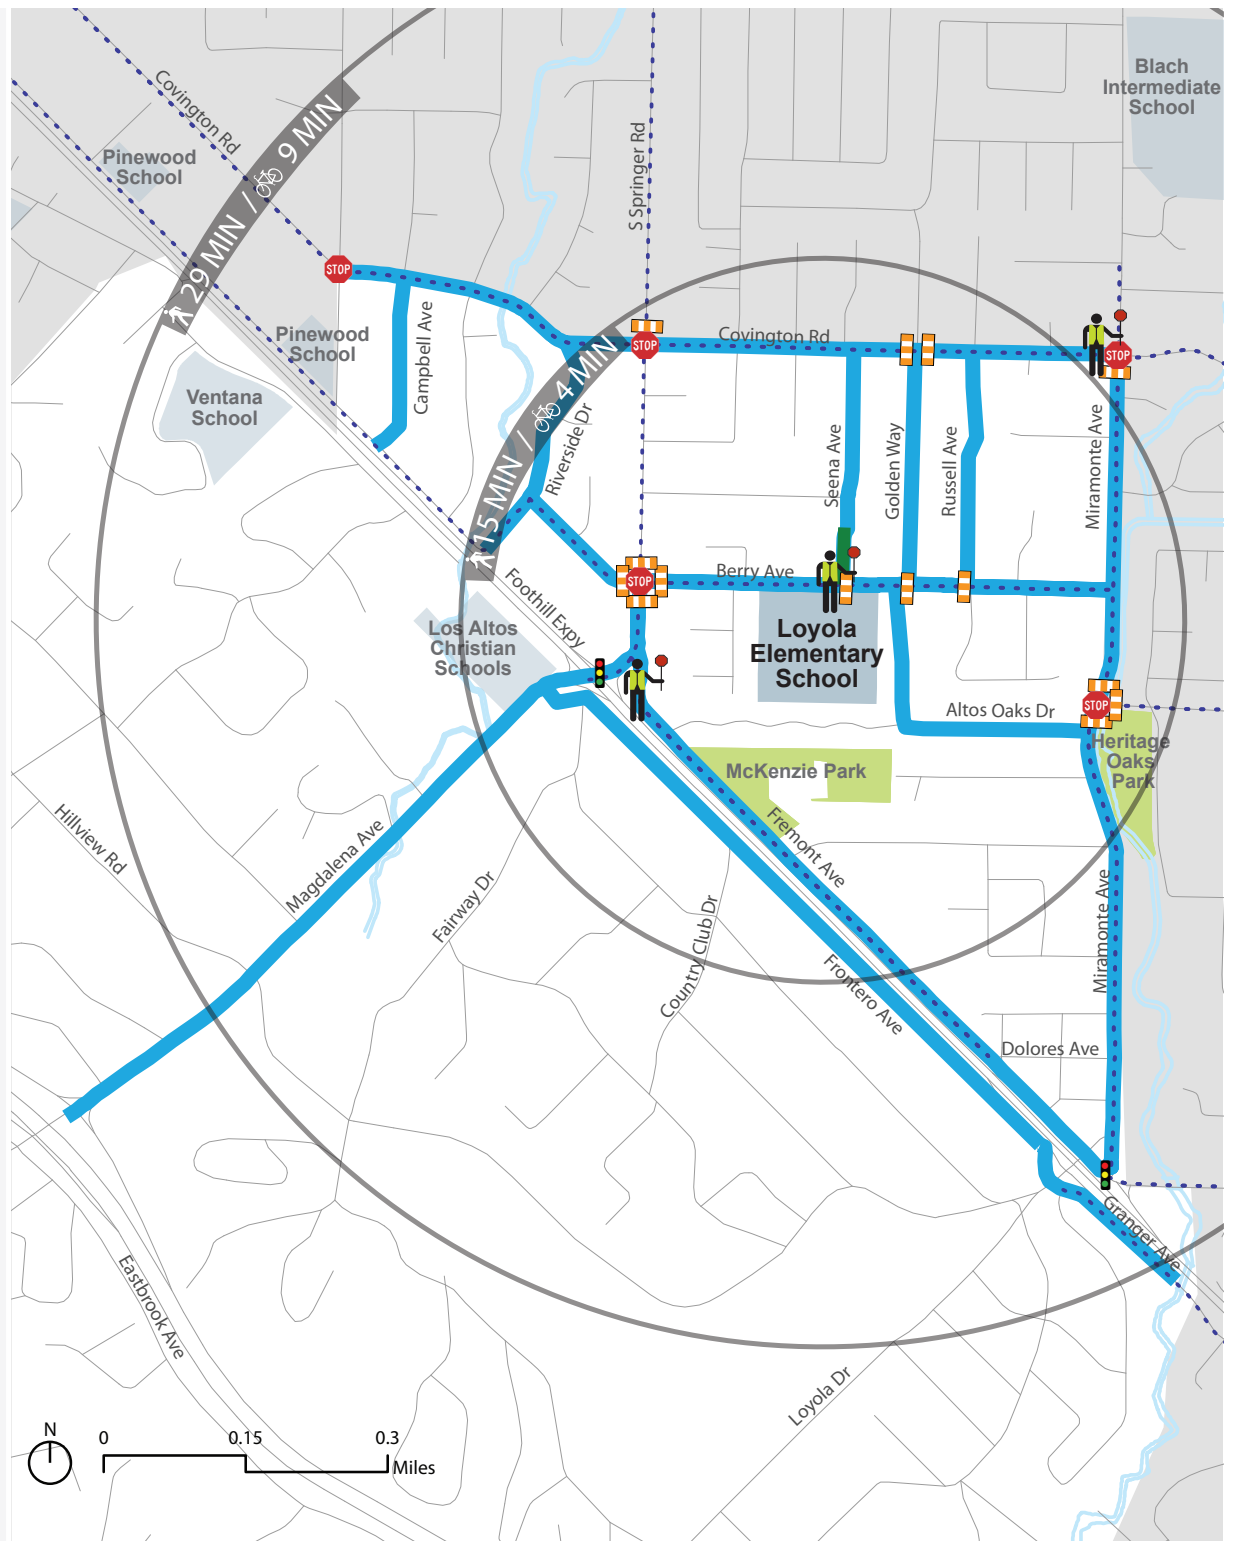 Blach
Intermediate
School
Covington Rd
29 MIN / 9 MIN
S Springer Rd
Pinewood
School
STOP
Pinewood
School
Campbell Ave
Ventana
School
STOP
Covington Rd
STOP
15 MIN / 4 MIN
Riverside Dr
Seena Ave
Golden Way
Russell Ave
Miramonte Ave
STOP
Berry Ave
Foothill Expy
Los Altos
Christian
Schools
Loyola
Elementary
School
STOP
Altos Oaks Dr
Heritage
Oaks
Park
McKenzie Park
Hillview Rd
Magdalena Ave
Fairway Dr
Country Club Dr
Fremont Ave
Frontero Ave
Miramonte Ave
Dolores Ave
Granger Ave
Eastbrook Ave
Loyola Dr
N
0 0.15 0.3
Miles